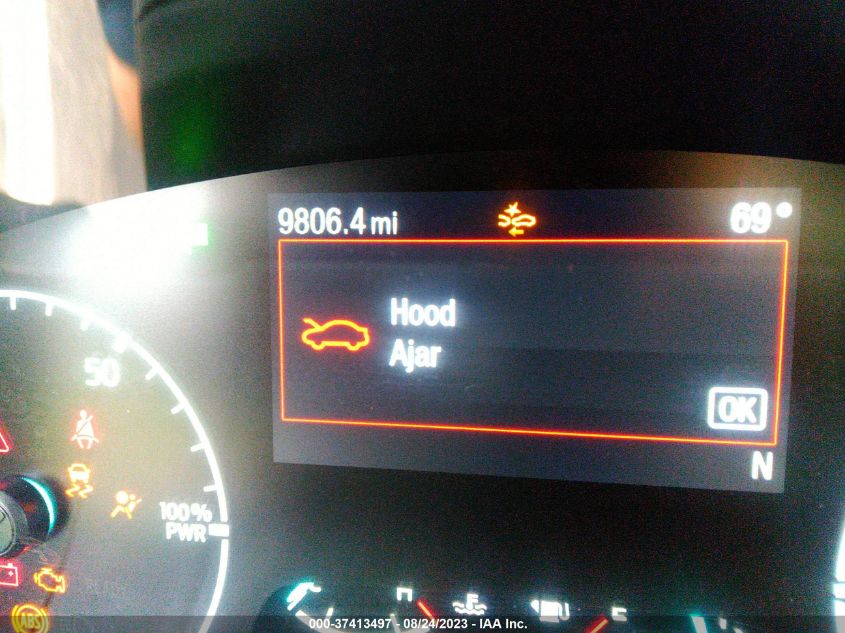 9806.4 mi
69°
Hood
Ajar
OK
N
50
100%
PWR
ABS
000-37413497 - 08/24/2023 - IAA Inc.